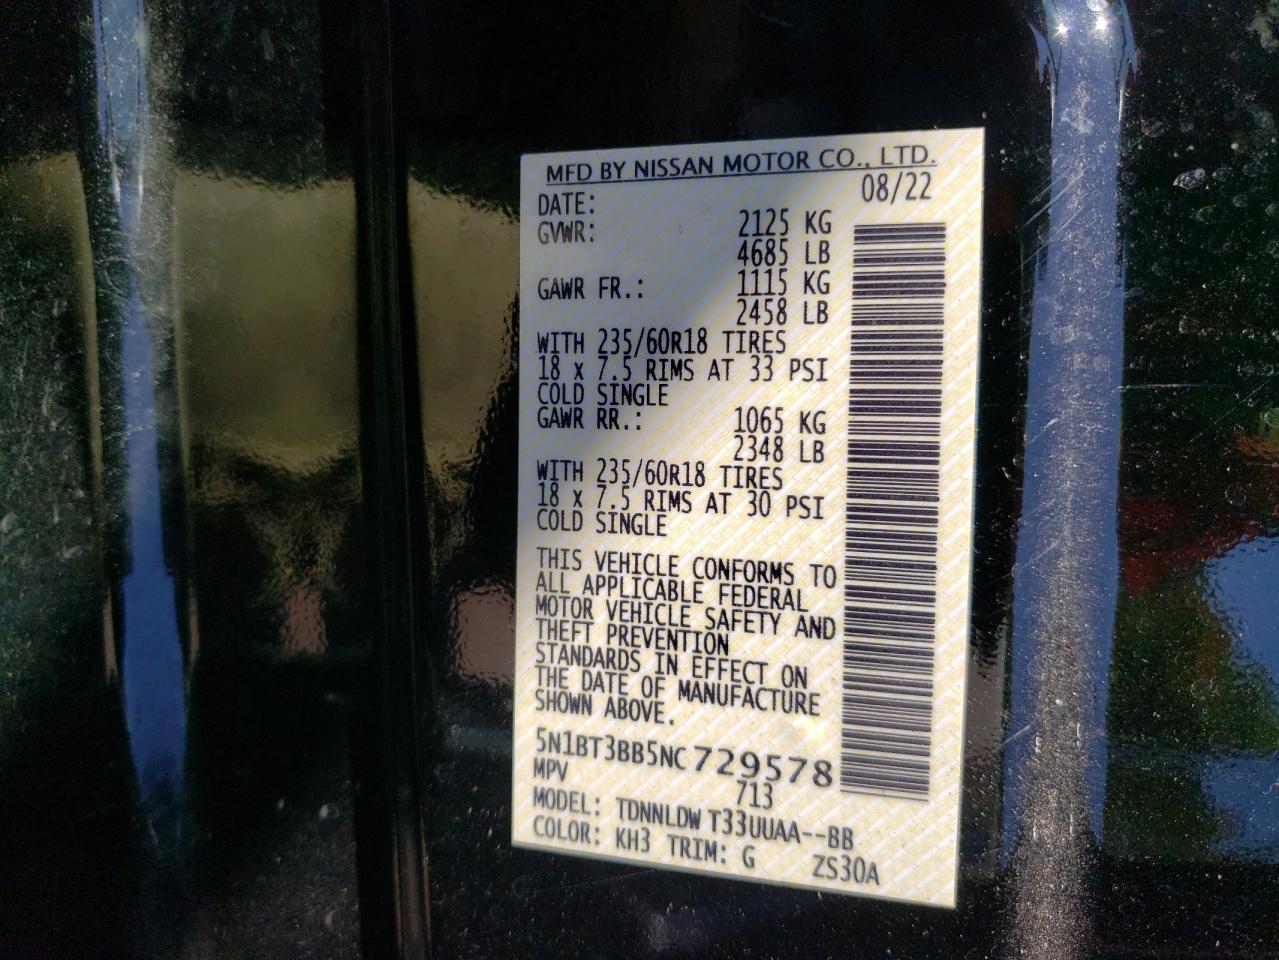 MFD BY NISSAN MOTOR CO., LTD.
DATE: 08/22
GVWR: 2125 KG
4685 LB
GAWR FR.: 1115 KG
2458 LB
WITH 235/60R18 TIRES
18 x 7.5 RIMS AT 33 PSI
COLD SINGLE
GAWR RR.: 1065 KG
2348 LB
WITH 235/60R18 TIRES
18 x 7.5 RIMS AT 30 PSI
COLD SINGLE
THIS VEHICLE CONFORMS TO
ALL APPLICABLE FEDERAL
MOTOR VEHICLE SAFETY AND
THEFT PREVENTION
STANDARDS IN EFFECT ON
THE DATE OF MANUFACTURE
SHOWN ABOVE.
5N1BT3BB5NC729578
MPV 713
MODEL: TDNNLDW T33UUAA--BB
COLOR: KH3 TRIM: G ZS30A